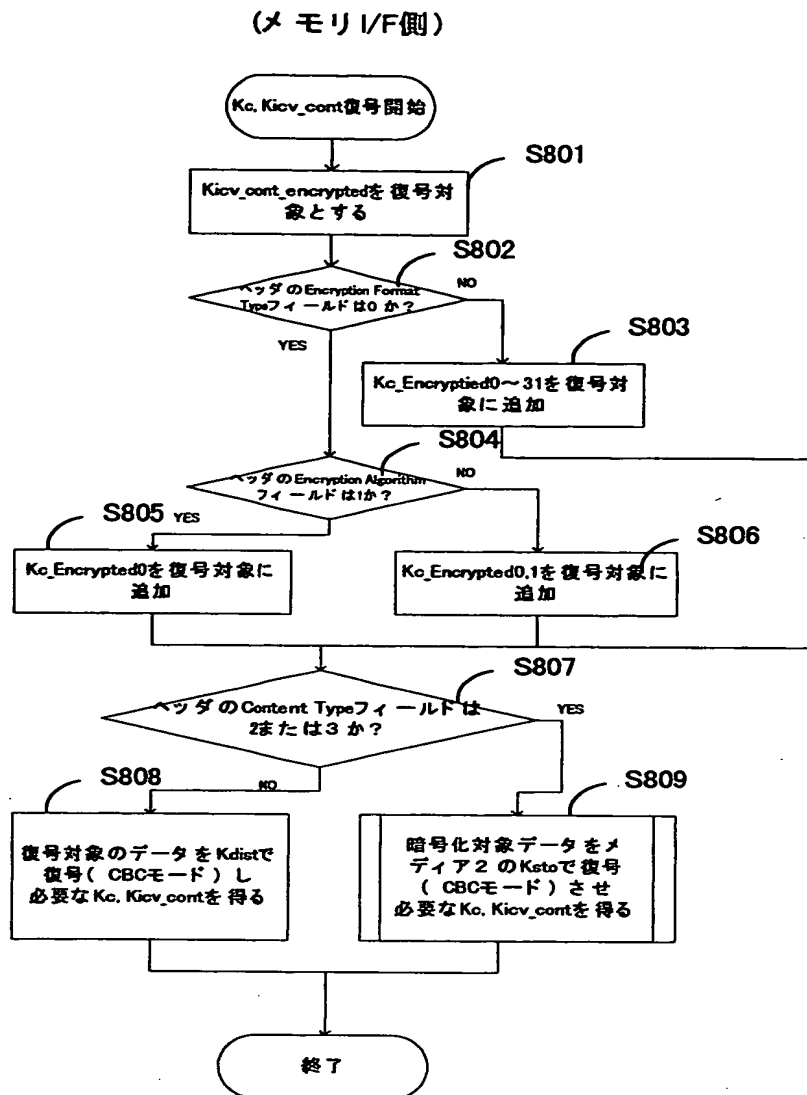 (メモリI/F側)
Kc, Kicv_cont復号開始
S801
Kicv_cont_encryptedを復号対
象とする
S802
ヘッダのEncryption Format
Typeフィールドは0か?
NO
YES
S803
Kc_Encryptied0~31を復号対
象に追加
S804
ヘッダのEncryption Algorithm
フィールドは1か?
NO
S805
YES
Kc_Encrypted0を復号対象に
追加
S806
Kc_Encrypted0,1を復号対象に
追加
S807
ヘッダのContent Typeフィールドは
2または3か?
YES
NO
S808
復号対象のデータをKdistで
復号(CBCモード)し
必要なKc, Kicv_contを得る
S809
暗号化対象データをメ
ディア2のKstoで復号
(CBCモード)させ
必要なKc, Kicv_contを得る
終了